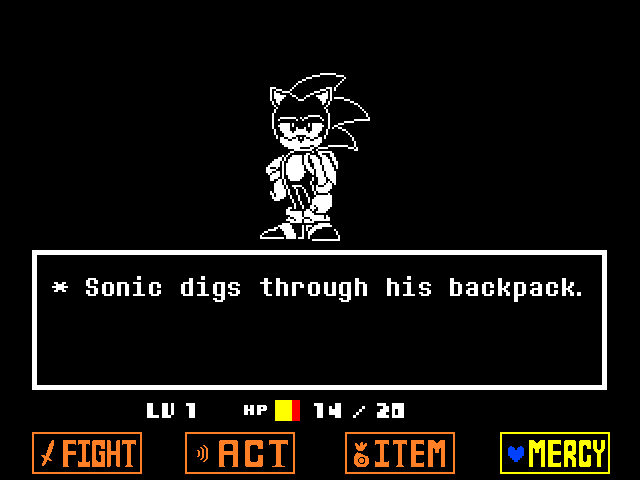 * Sonic digs through his backpack.
LV 1 HP 14 / 20
FIGHT ACT ITEM MERCY